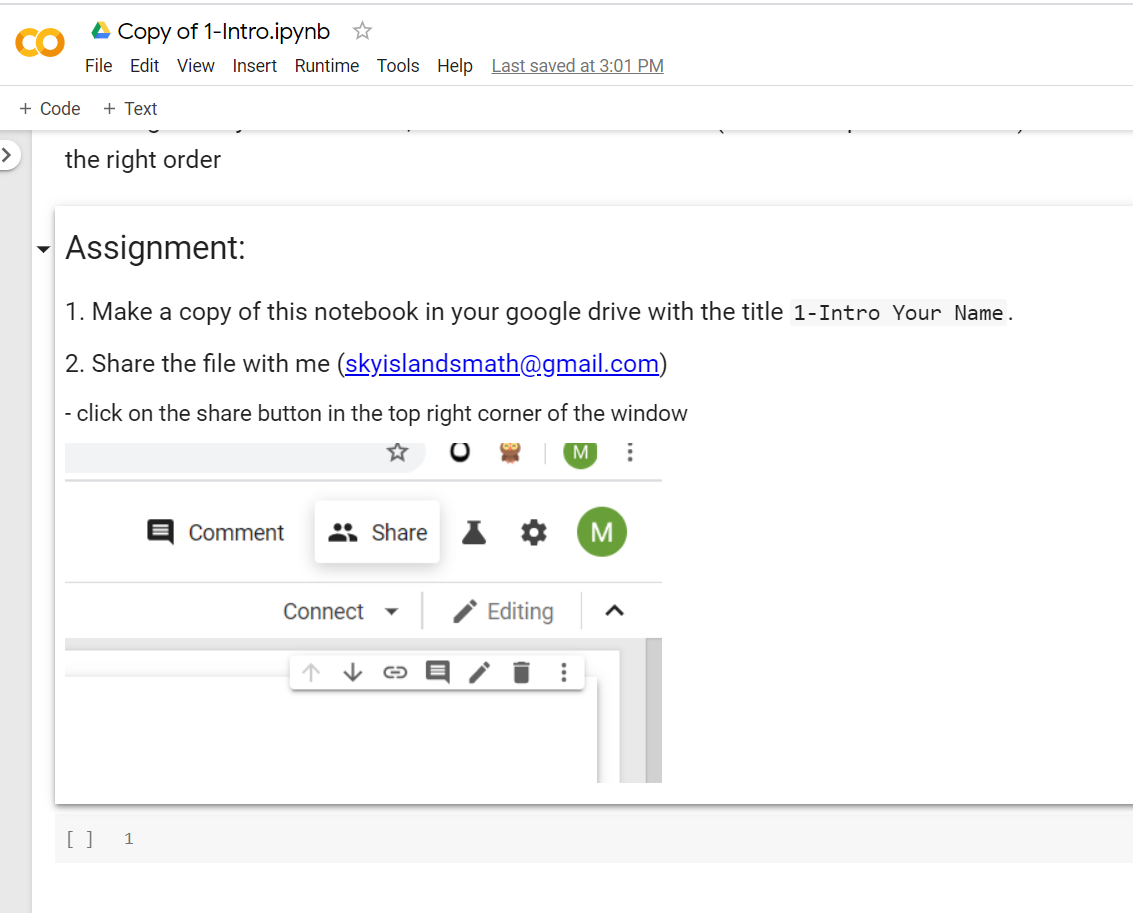 Copy of 1-Intro.ipynb
File Edit View Insert Runtime Tools Help Last saved at 3:01 PM
+ Code + Text
the right order
Assignment:
1. Make a copy of this notebook in your google drive with the title 1-Intro Your Name.
2. Share the file with me (skyislandsmath@gmail.com)
- click on the share button in the top right corner of the window
M
Comment Share M
Connect Editing
[ ] 1